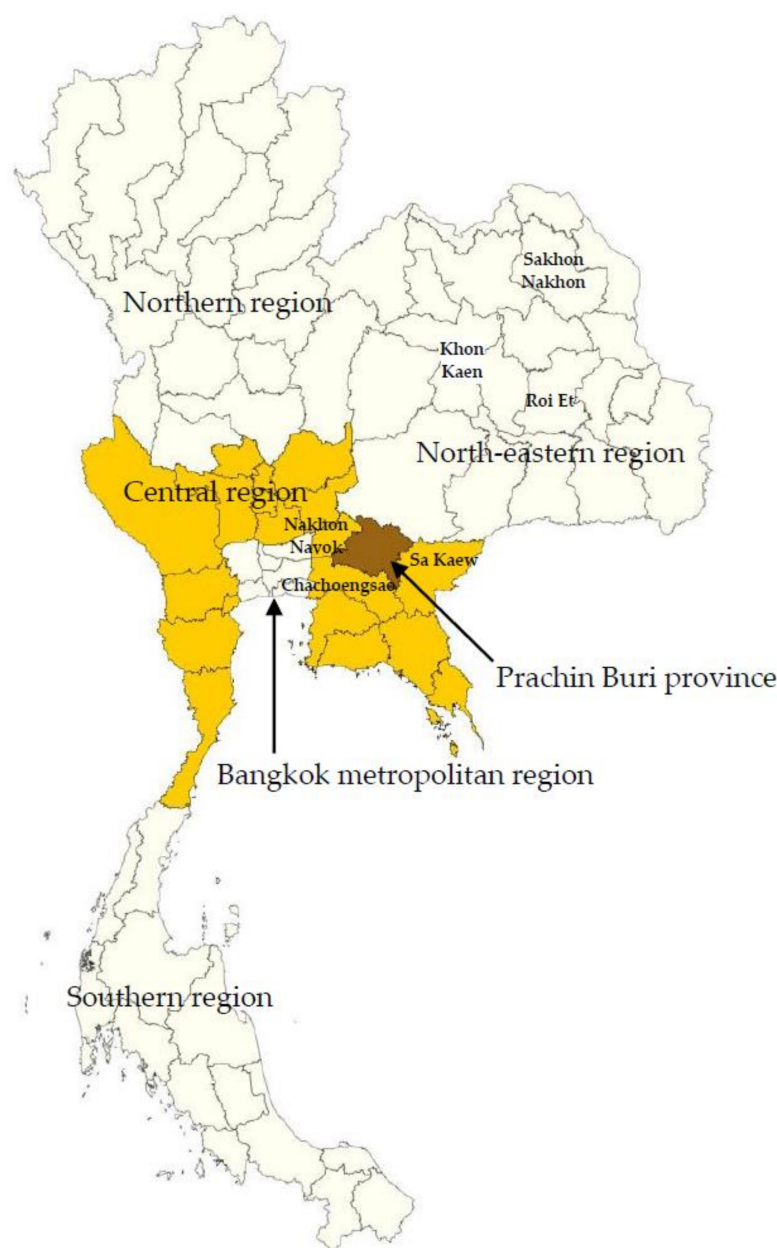 Sakhon
Nakhon
Northern region
Khon
Kaen
Roi Et
North-eastern region
Central region
Nakhon
Navok
Sa Kaew
Chachoengsao
Prachin Buri province
Bangkok metropolitan region
Southern region